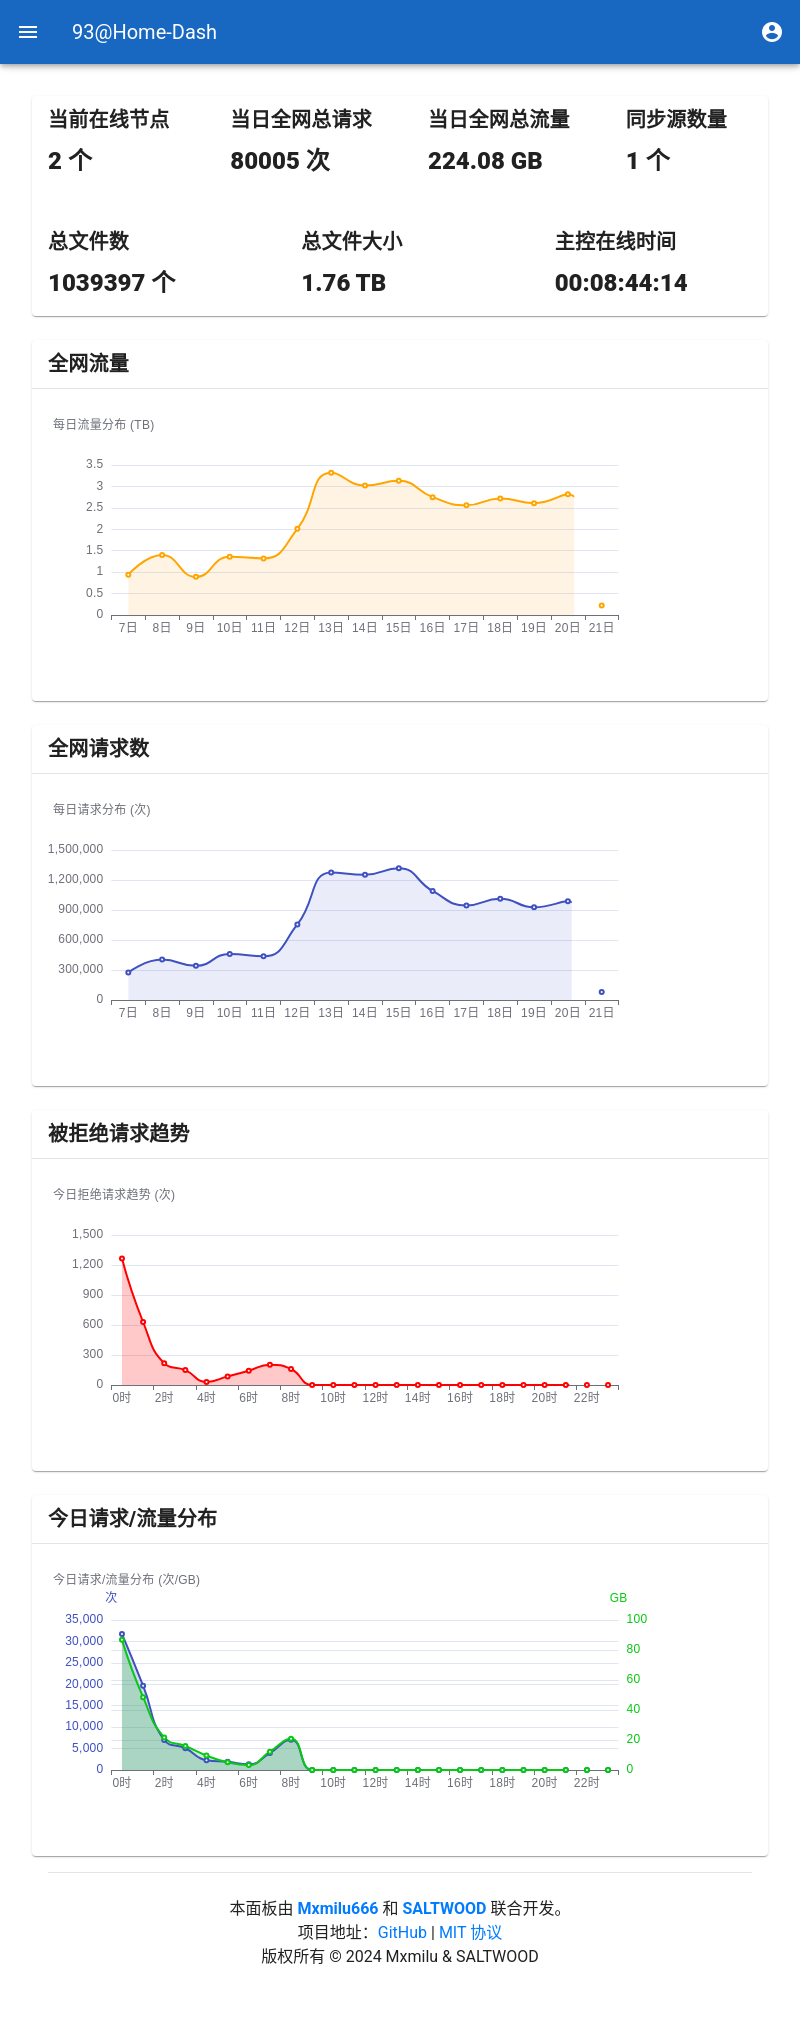 93@Home-Dash
当前在线节点 当日全网总请求 当日全网总流量 同步源数量
2 个 80005 次 224.08 GB 1 个
总文件数 总文件大小 主控在线时间
1039397 个 1.76 TB 00:08:44:14
全网流量
每日流量分布 (TB)
3.5
3
2.5
2
1.5
1
0.5
0
7日 8日 9日 10日 11日 12日 13日 14日 15日 16日 17日 18日 19日 20日 21日
全网请求数
每日请求分布 (次)
1,500,000
1,200,000
900,000
600,000
300,000
0
7日 8日 9日 10日 11日 12日 13日 14日 15日 16日 17日 18日 19日 20日 21日
被拒绝请求趋势
今日拒绝请求趋势 (次)
1,500
1,200
900
600
300
0
0时 2时 4时 6时 8时 10时 12时 14时 16时 18时 20时 22时
今日请求/流量分布
今日请求/流量分布 (次/GB)
次 GB
35,000 100
30,000 80
25,000
20,000 60
15,000 40
10,000 20
5,000
0 0
0时 2时 4时 6时 8时 10时 12时 14时 16时 18时 20时 22时
本面板由 Mxmilu666 和 SALTWOOD 联合开发。
项目地址：GitHub | MIT 协议
版权所有 © 2024 Mxmilu & SALTWOOD